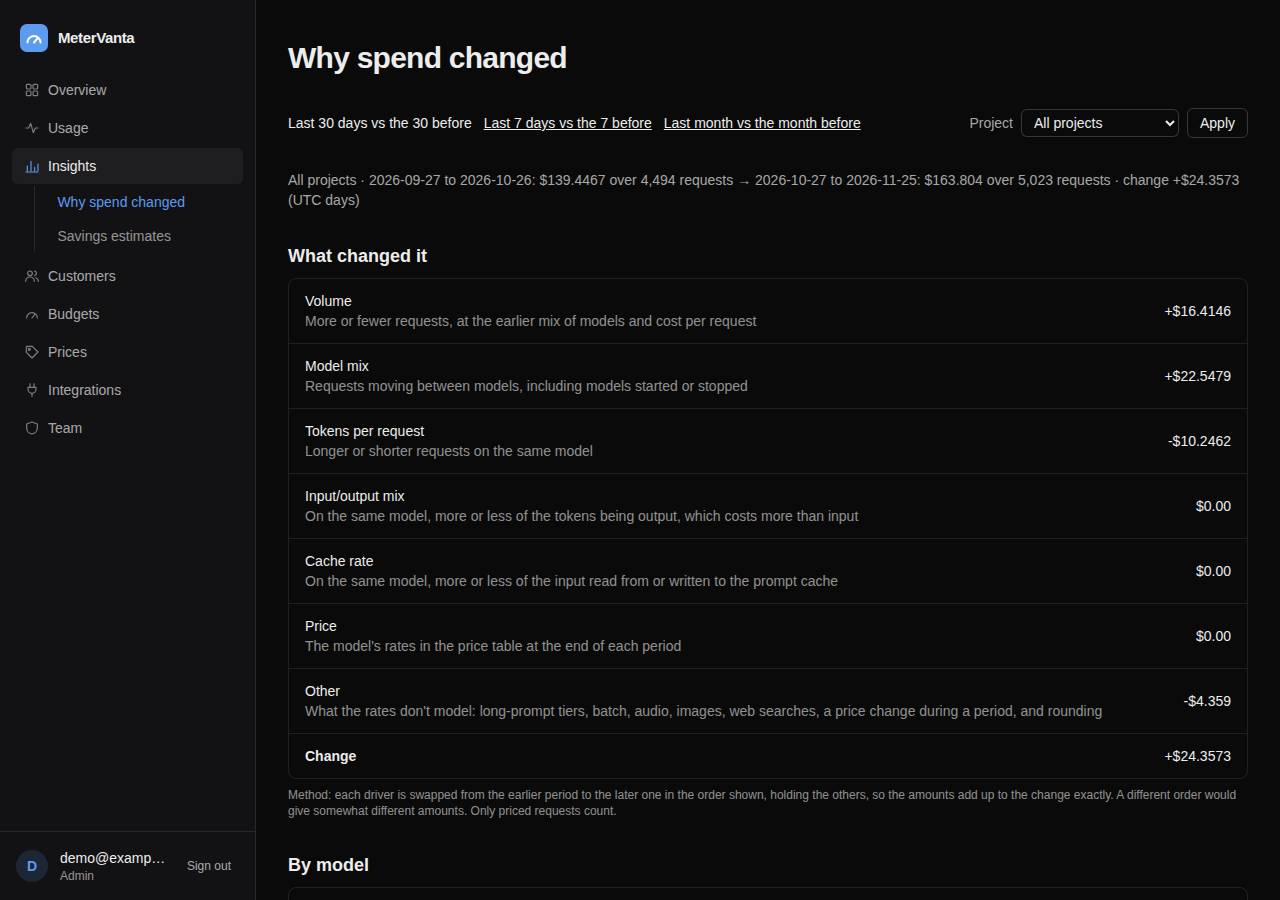 MeterVanta
Overview
Usage
Insights
Why spend changed
Savings estimates
Customers
Budgets
Prices
Integrations
Team
D
demo@examp…
Admin
Sign out
Why spend changed
Last 30 days vs the 30 before Last 7 days vs the 7 before Last month vs the month before
Project All projects Apply
All projects · 2026-09-27 to 2026-10-26: $139.4467 over 4,494 requests → 2026-10-27 to 2026-11-25: $163.804 over 5,023 requests · change +$24.3573
(UTC days)
What changed it
Volume
More or fewer requests, at the earlier mix of models and cost per request
+$16.4146
Model mix
Requests moving between models, including models started or stopped
+$22.5479
Tokens per request
Longer or shorter requests on the same model
-$10.2462
Input/output mix
On the same model, more or less of the tokens being output, which costs more than input
$0.00
Cache rate
On the same model, more or less of the input read from or written to the prompt cache
$0.00
Price
The model's rates in the price table at the end of each period
$0.00
Other
What the rates don't model: long-prompt tiers, batch, audio, images, web searches, a price change during a period, and rounding
-$4.359
Change
+$24.3573
Method: each driver is swapped from the earlier period to the later one in the order shown, holding the others, so the amounts add up to the change exactly. A different order would
give somewhat different amounts. Only priced requests count.
By model